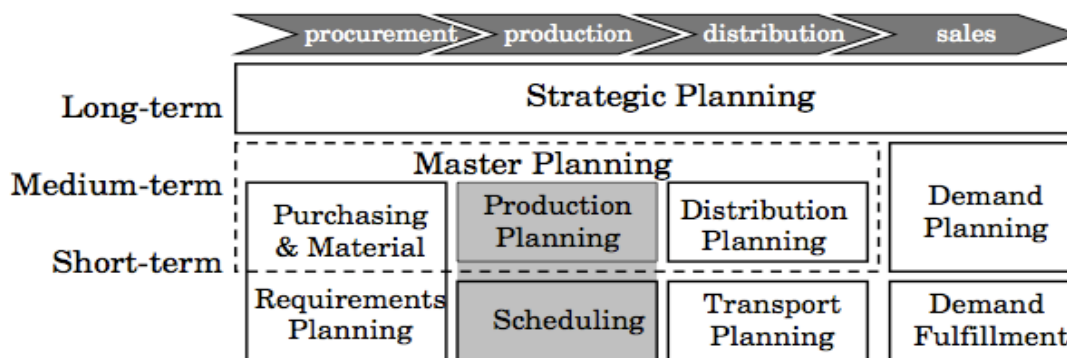 procurement
production
distribution
sales
Long-term
Strategic Planning
Medium-term
Master Planning
Purchasing
& Material
Requirements
Planning
Production
Planning
Distribution
Planning
Demand
Planning
Short-term
Scheduling
Transport
Planning
Demand
Fulfillment